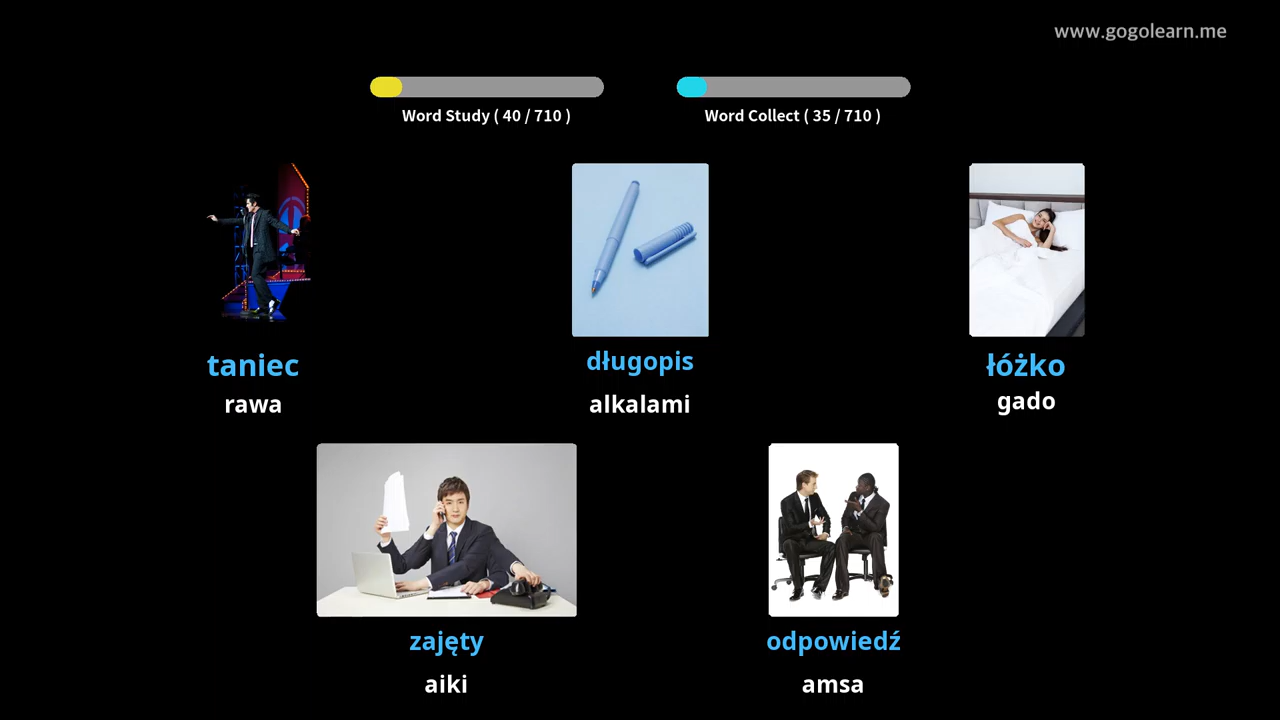 www.gogolearn.me
Word Study ( 40 / 710 )
Word Collect ( 35 / 710 )
taniec
rawa
długopis
alkalami
łóżko
gado
zajęty
aiki
odpowiedź
amsa